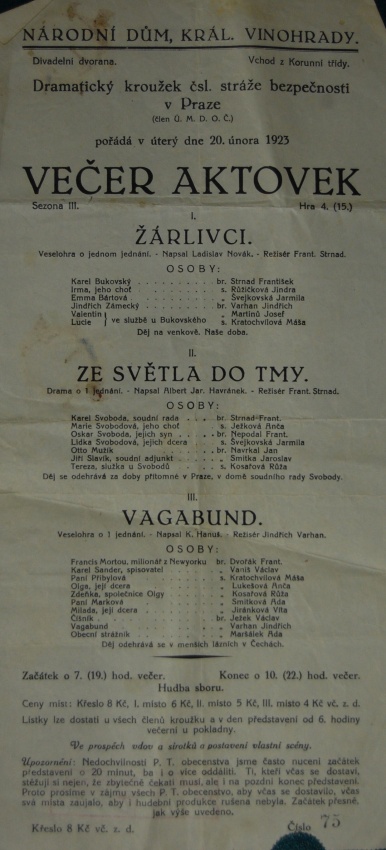 NÁRODNÍ DŮM, KRÁL. VINOHRADY.
Divadelní dvorana. Vchod z Korunní třídy.
Dramatický kroužek čsl. stráže bezpečnosti
v Praze
(člen Ú. M. D. O. Č.)
pořádá v úterý dne 20. února 1923
VEČER AKTOVEK
Sezona III. Hra 4. (15.)
I.
ŽÁRLIVCI.
Veselohra o jednom jednání. - Napsal Ladislav Novák. - Režisér Frant. Strnad.
OSOBY:
Karel Bukovský . . . . . . . . . br. Strnad František
Irma, jeho choť . . . . . . . . . s. Růžičková Jindra
Emma Bártová . . . . . . . . . „ Švejkovská Jarmila
Jindřich Zámecký . . . . . . . . br. Varhan Jindřich
Valentin } ve službě u Bukovského . . „ Martinů Josef
Lucie } s. Kratochvílová Máša
Děj na venkově. Naše doba.
II.
ZE SVĚTLA DO TMY.
Drama o 1 jednání. - Napsal Albert Jar. Havránek. - Režisér Frant. Strnad.
OSOBY:
Karel Svoboda, soudní rada . . . br. Strnad Frant.
Marie Svobodová, jeho choť . . . s. Ježková Anča
Oskar Svoboda, jejich syn . . . . br. Nepodal Frant.
Lidka Svobodová, jejich dcera . . s. Švejkovská Jarmila
Otto Mužík . . . . . . br. Navrkal Jan
Jiří Slavík, soudní adjunkt . . . „ Smitka Jaroslav
Tereza, služka u Svobodů . . . s. Kosařová Růža
Děj se odehrává za doby přítomné v Praze, v domě soudního rady Svobody.
III.
VAGABUND.
Veselohra o 1 jednání. - Napsal K. Hanuš. - Režisér Jindřich Varhan.
OSOBY:
Francis Mortou, milionář z Newyorku br. Dvořák Frant.
Karel Sander, spisovatel . . . . „ Vaniš Václav
Paní Přibylová . . . . . . s. Kratochvílová Máša
Olga, její dcera . . . . . . „ Lukešová Anča
Zdeňka, společnice Olgy . . . . „ Kosařová Růža
Paní Marková . . . . . . „ Smitková Ada
Milada, její dcera . . . . . „ Jiránková Vita
Číšník . . . . . . . br. Ježek Václav
Vagabund . . . . . . „ Varhan Jindřich
Obecní strážník . . . . . „ Maršálek Ada
Děj odehrává se v menších lázních v Čechách.
Začátek o 7. (19.) hod. večer. Konec o 10. (22.) hod. večer.
Hudba sboru.
Ceny míst: Křeslo 8 Kč, I. místo 6 Kč, II. místo 5 Kč, III. místo 4 Kč vč. z. d.
Lístky lze dostati u všech členů kroužku a v den představení od 6. hodiny
večerní u pokladny.
Ve prospěch vdov a sirotků a postavení vlastní scény.
Upozornění: Nedochvilností P. T. obecenstva jsme často nuceni začátek
představení o 20 minut, ba i o více oddáliti. Ti, kteří včas se dostaví,
stěžují si nejen, že zbytečně čekati musí, ale i na pozdní konec představení.
Proto prosíme v zájmu všech P. T. obecenstvo, aby včas se dostavilo, včas
svá místa zaujalo, aby i hudební produkce rušena nebyla. Začátek přesně,
jak výše uvedeno.
Křeslo 8 Kč vč. z. d. Číslo 75